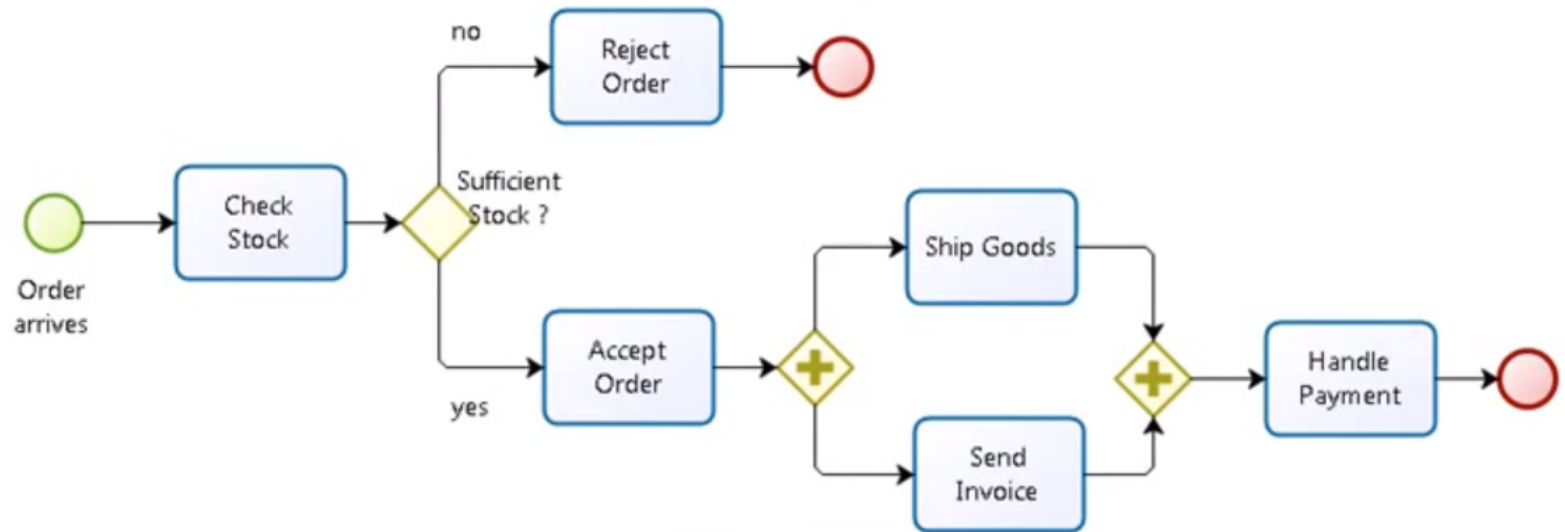 no
Reject
Order
Sufficient
Stock ?
Check
Stock
Order
arrives
Ship Goods
Accept
Order
yes
Handle
Payment
Send
Invoice